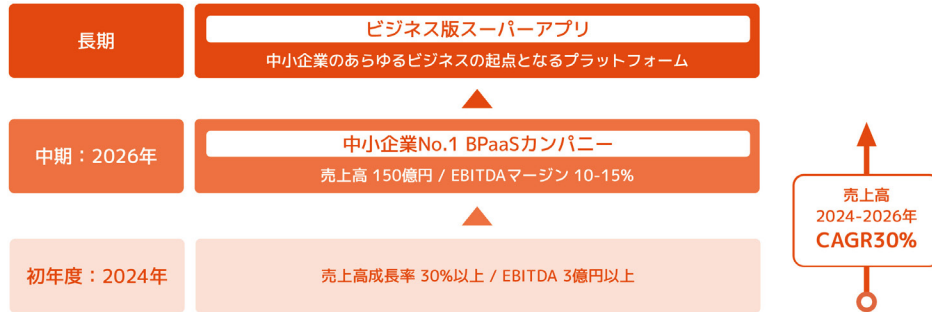 長期
ビジネス版スーパーアプリ
中小企業のあらゆるビジネスの起点となるプラットフォーム
中期：2026年
中小企業No.1 BPaaSカンパニー
売上高 150億円 / EBITDAマージン 10-15%
初年度：2024年
売上高成長率 30%以上 / EBITDA 3億円以上
売上高
2024-2026年
CAGR30%